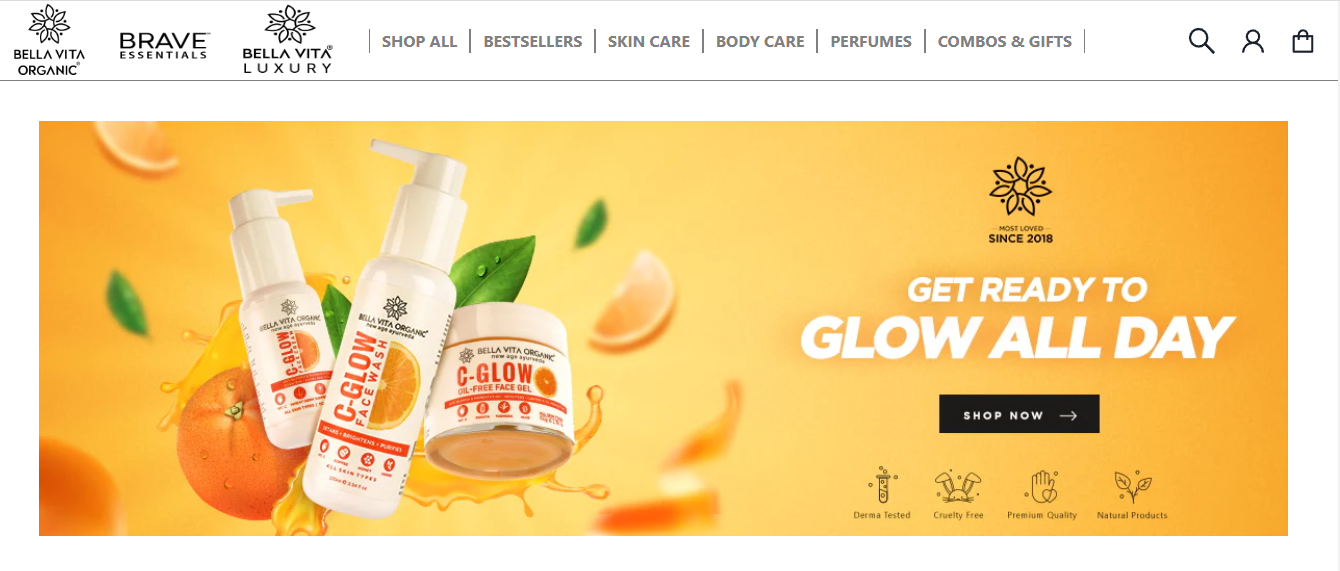 BELLA VITA
ORGANIC
BRAVE
ESSENTIALS
BELLA VITA®
LUXURY
SHOP ALL
BESTSELLERS
SKIN CARE
BODY CARE
PERFUMES
COMBOS & GIFTS
MOST LOVED
SINCE 2018
GET READY TO
GLOW ALL DAY
SHOP NOW
Derma Tested
Cruelty Free
Premium Quality
Natural Products
BELLA VITA ORGANIC
new age ayurveda
C-GLOW
BELLA VITA ORGANIC
new age ayurveda
C-GLOW
FACE WASH
DETANS • BRIGHTENS • PURIFIES
ALL SKIN TYPES
BELLA VITA ORGANIC
new age ayurveda
C-GLOW
OIL-FREE FACE GEL